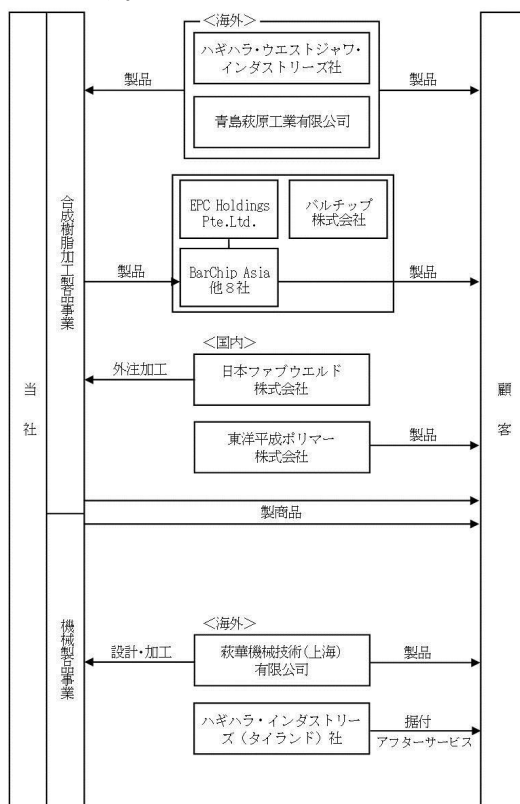 ＜海外＞
ハギハラ・ウエストジャワ・
インダストリーズ社
製品
製品
青島萩原工業有限公司
合成樹脂加工製品事業
EPC Holdings
Pte.Ltd.
バルチップ
株式会社
製品
BarChip Asia
他８社
製品
＜国内＞
外注加工
日本ファブウエルド
株式会社
当社
顧客
東洋平成ポリマー
株式会社
製品
製商品
機械製品事業
＜海外＞
設計・加工
萩華機械技術(上海)
有限公司
製品
ハギハラ・インダストリー
ズ（タイランド）社
据付
アフターサービス